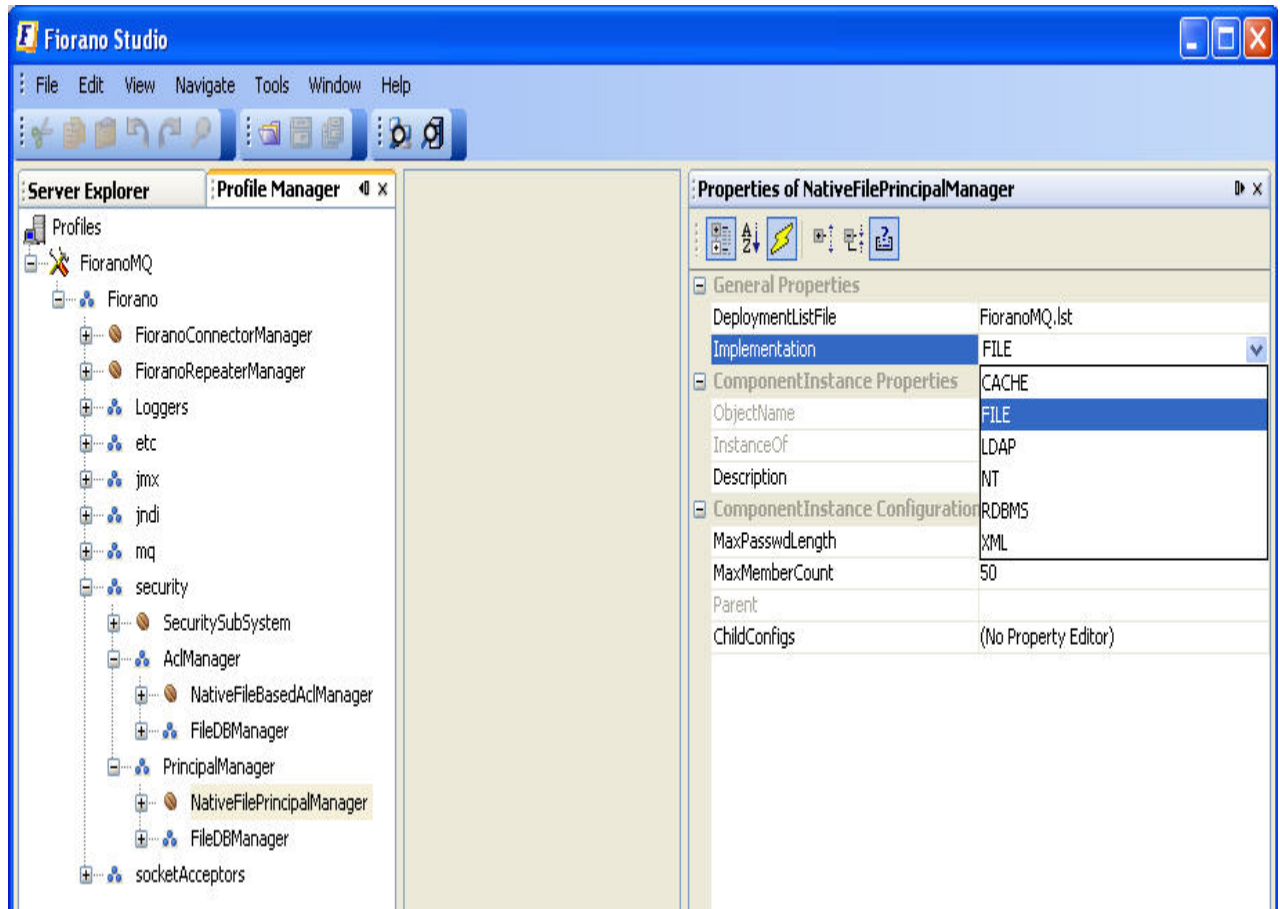 Fiorano Studio
File Edit View Navigate Tools Window Help
Server Explorer
Profile Manager
Profiles
FioranoMQ
Fiorano
FioranoConnectorManager
FioranoRepeaterManager
Loggers
etc
jmx
jndi
mq
security
SecuritySubSystem
AclManager
NativeFileBasedAclManager
FileDBManager
PrincipalManager
NativeFilePrincipalManager
FileDBManager
socketAcceptors
Properties of NativeFilePrincipalManager
General Properties
DeploymentListFile FioranoMQ.lst
Implementation FILE
ComponentInstance Properties
ObjectName
InstanceOf
Description
ComponentInstance Configuration
MaxPasswdLength
MaxMemberCount 50
Parent
ChildConfigs (No Property Editor)
CACHE
FILE
LDAP
NT
RDBMS
XML